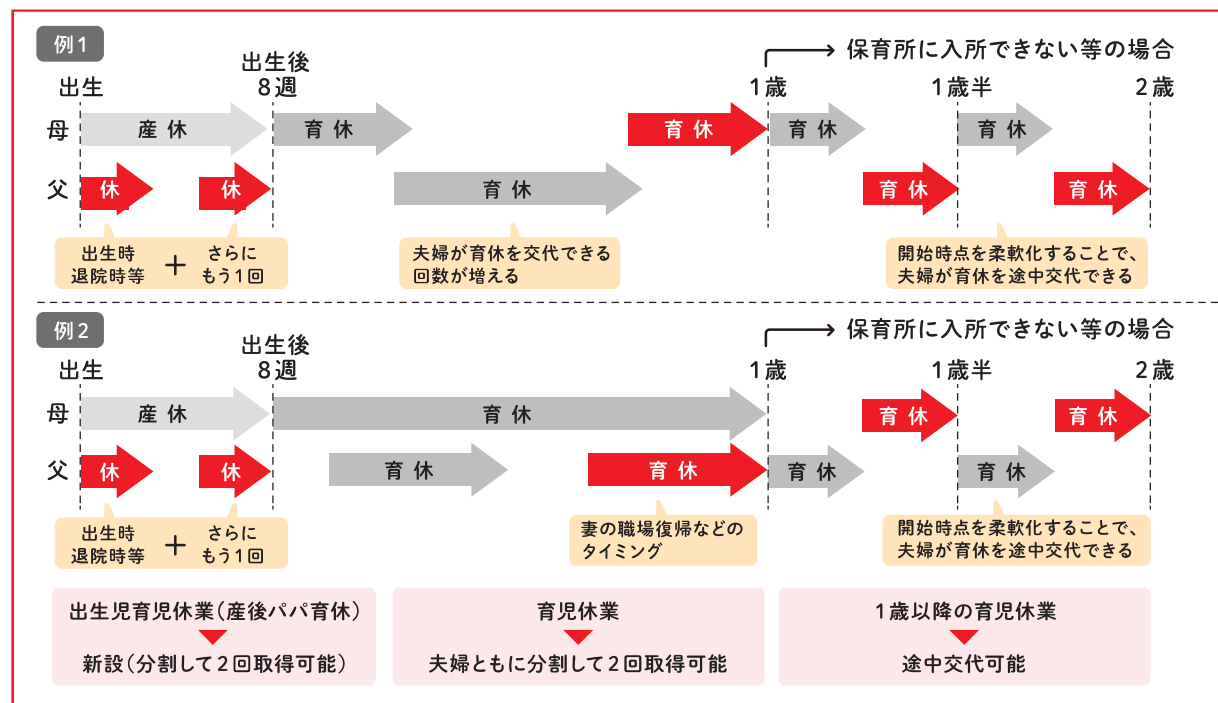 例1
保育所に入所できない等の場合
出生
出生後
8週
1歳
1歳半
2歳
母
産休
育休
育休
育休
育休
父
休
休
育休
育休
育休
出生時
退院時等
+
さらに
もう1回
夫婦が育休を交代できる
回数が増える
開始時点を柔軟化することで、
夫婦が育休を途中交代できる
例2
保育所に入所できない等の場合
出生
出生後
8週
1歳
1歳半
2歳
母
産休
育休
育休
育休
父
休
休
育休
育休
育休
育休
出生時
退院時等
+
さらに
もう1回
妻の職場復帰などの
タイミング
開始時点を柔軟化することで、
夫婦が育休を途中交代できる
出生児育児休業(産後パパ育休)
新設(分割して2回取得可能)
育児休業
夫婦ともに分割して2回取得可能
1歳以降の育児休業
途中交代可能